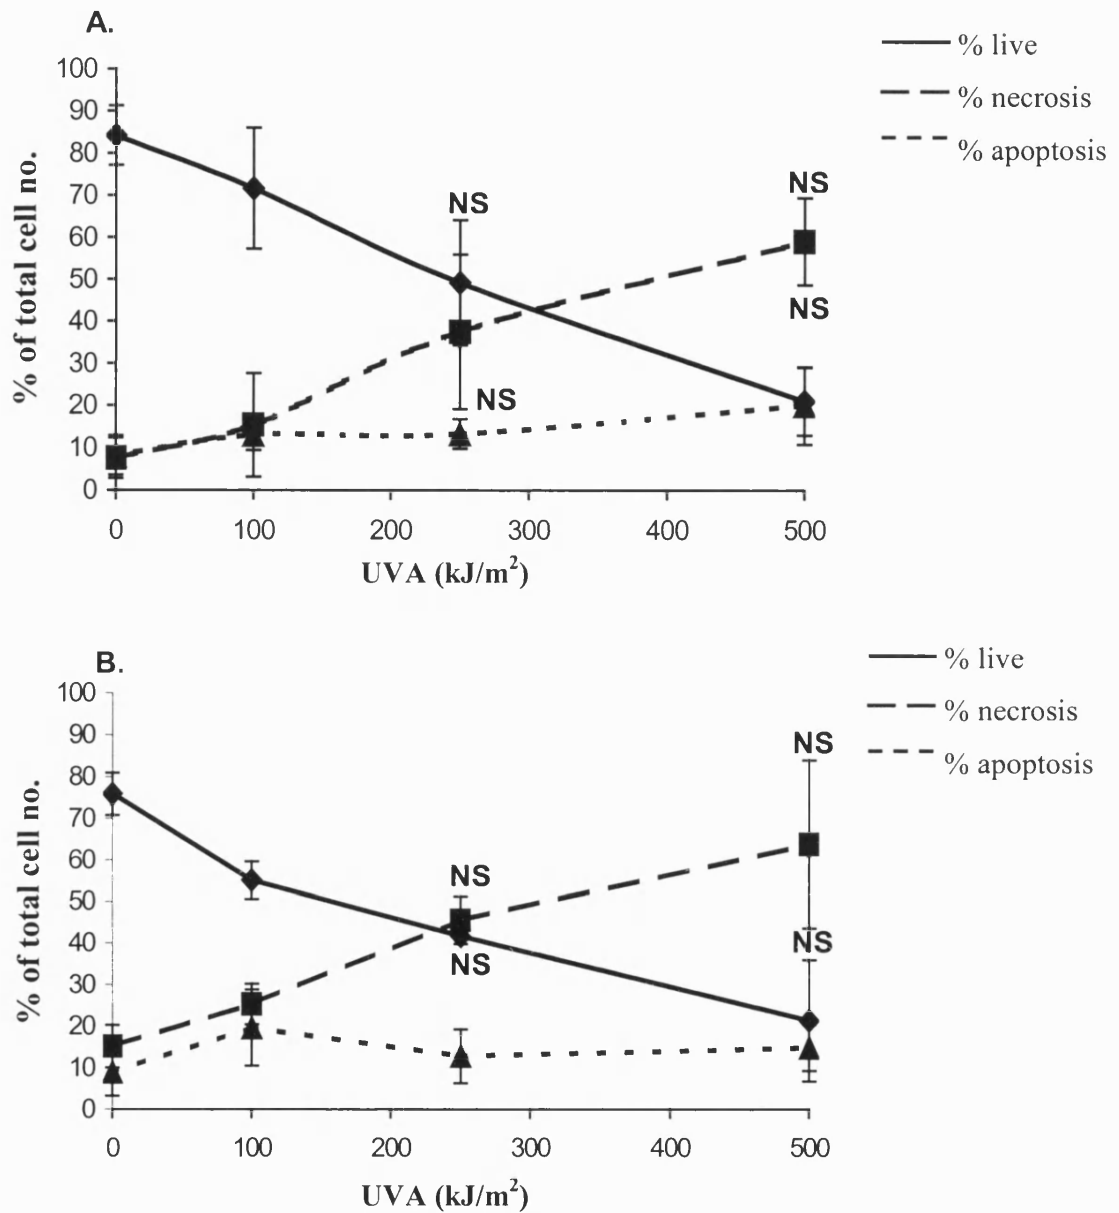 A.
% live
% necrosis
% apoptosis
% of total cell no.
100
90
80
70
60
50
40
30
20
10
0
NS
NS
NS
NS
0 100 200 300 400 500
UVA (kJ/m²)
B.
% live
% necrosis
% apoptosis
% of total cell no.
100
90
80
70
60
50
40
30
20
10
0
NS
NS
NS
NS
0 100 200 300 400 500
UVA (kJ/m²)